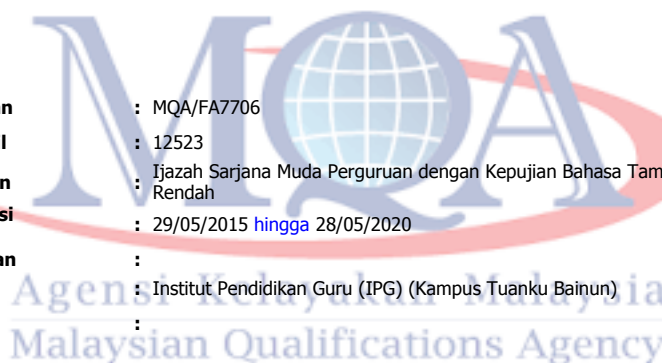 MQA
an : MQA/FA7706
l : 12523
n : Ijazah Sarjana Muda Perguruan dengan Kepujian Bahasa Tam
Rendah
si : 29/05/2015 hingga 28/05/2020
an :
: Institut Pendidikan Guru (IPG) (Kampus Tuanku Bainun)
:
Agensi Kelayakan Malaysia
Malaysian Qualifications Agency